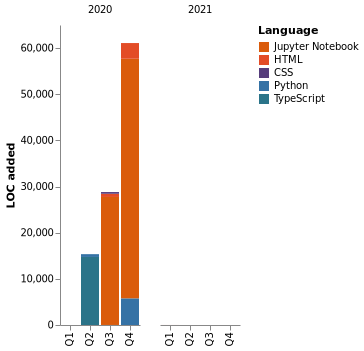 2020
2021
Language
Jupyter Notebook
HTML
CSS
Python
TypeScript
LOC added
60,000
50,000
40,000
30,000
20,000
10,000
0
Q1
Q2
Q3
Q4
Q1
Q2
Q3
Q4